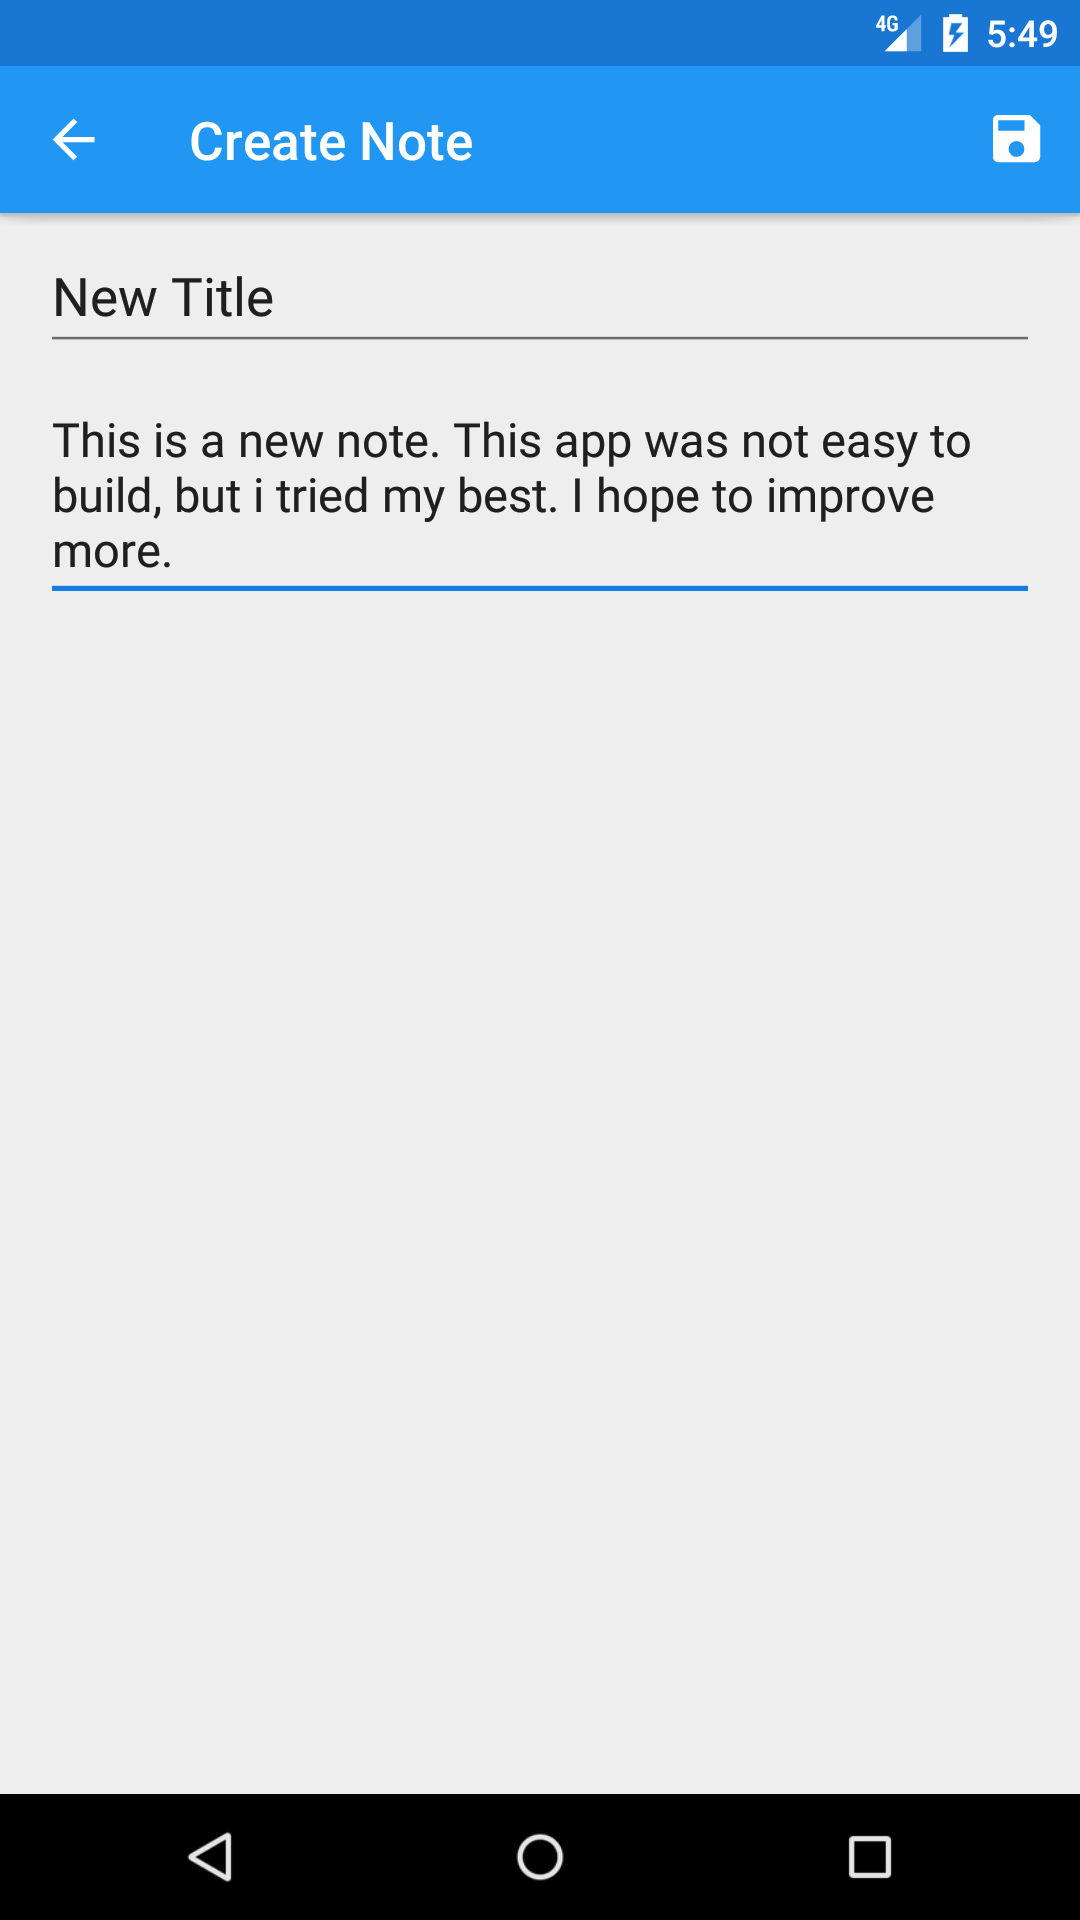 4G 5:49
Create Note
New Title
This is a new note. This app was not easy to
build, but i tried my best. I hope to improve
more.